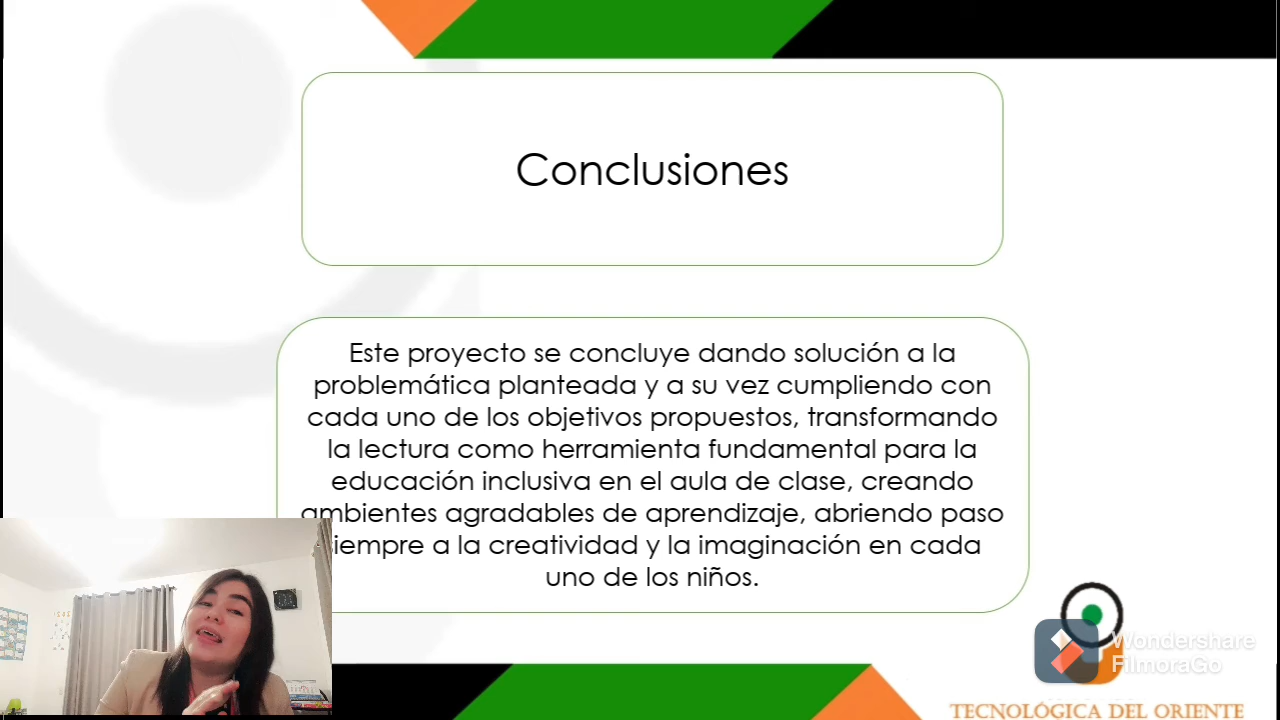 Conclusiones
Este proyecto se concluye dando solución a la
problemática planteada y a su vez cumpliendo con
cada uno de los objetivos propuestos, transformando
la lectura como herramienta fundamental para la
educación inclusiva en el aula de clase, creando
ambientes agradables de aprendizaje, abriendo paso
iempre a la creatividad y la imaginación en cada
uno de los niños.
Wondershare
FilmoraGo
TECNOLÓGICA DEL ORIENTE